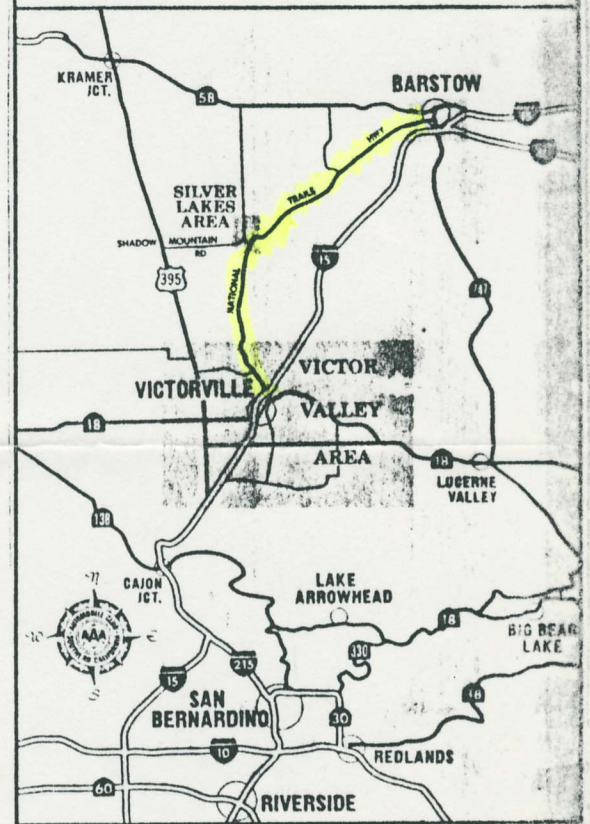 KRAMER
JCT.
58
BARSTOW
HWY
TRAILS
SILVER
LAKES
AREA
SHADOW MOUNTAIN
RD
395
NATIONAL
15
247
VICTORVILLE
VICTOR
VALLEY
AREA
18
18
LUCERNE
VALLEY
138
CAJON
JCT.
N
W
E
S
AAA
LAKE
ARROWHEAD
18
BIG BEAR
LAKE
330
15
215
38
SAN
BERNARDINO
30
10
REDLANDS
60
RIVERSIDE